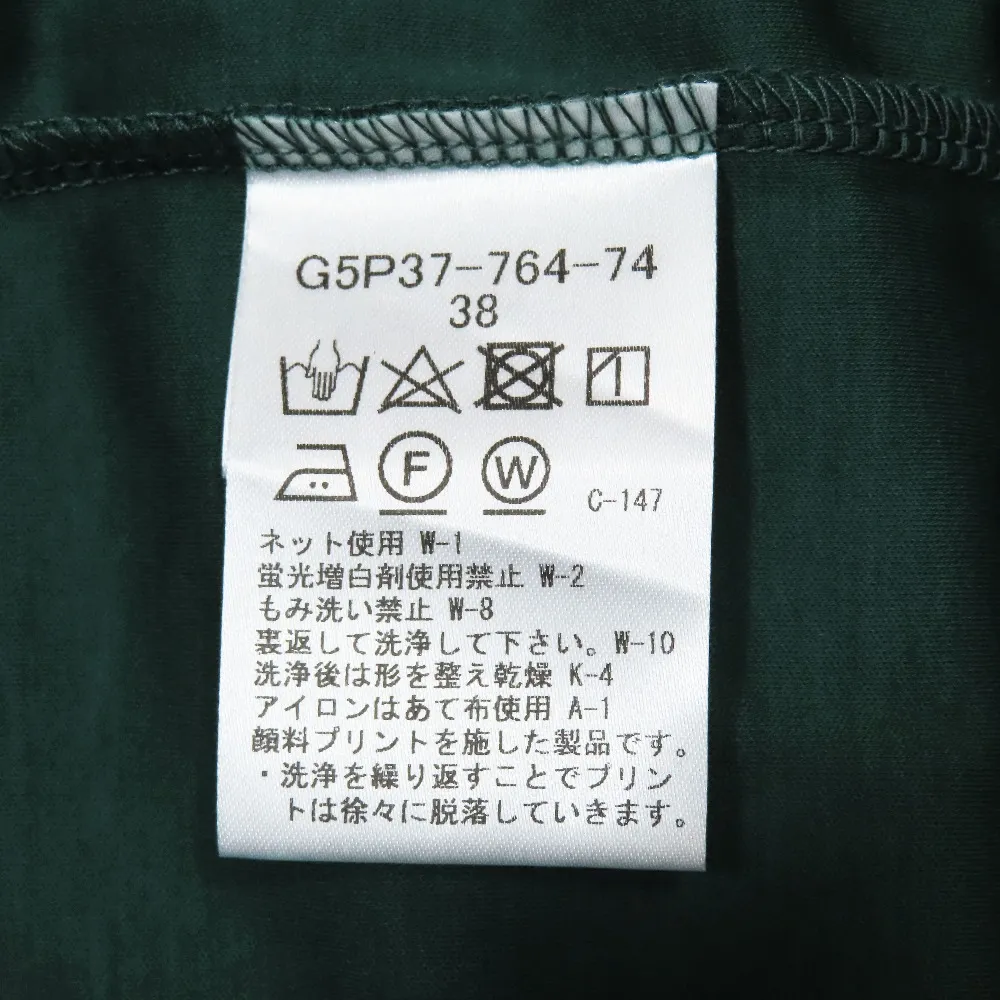 G5P37-764-74
38
F
W
C-147
ネット使用 W-1
蛍光増白剤使用禁止 W-2
もみ洗い禁止 W-8
裏返して洗浄して下さい。W-10
洗浄後は形を整え乾燥 K-4
アイロンはあて布使用 A-1
顔料プリントを施した製品です。
・洗浄を繰り返すことでプリン
トは徐々に脱落していきます。